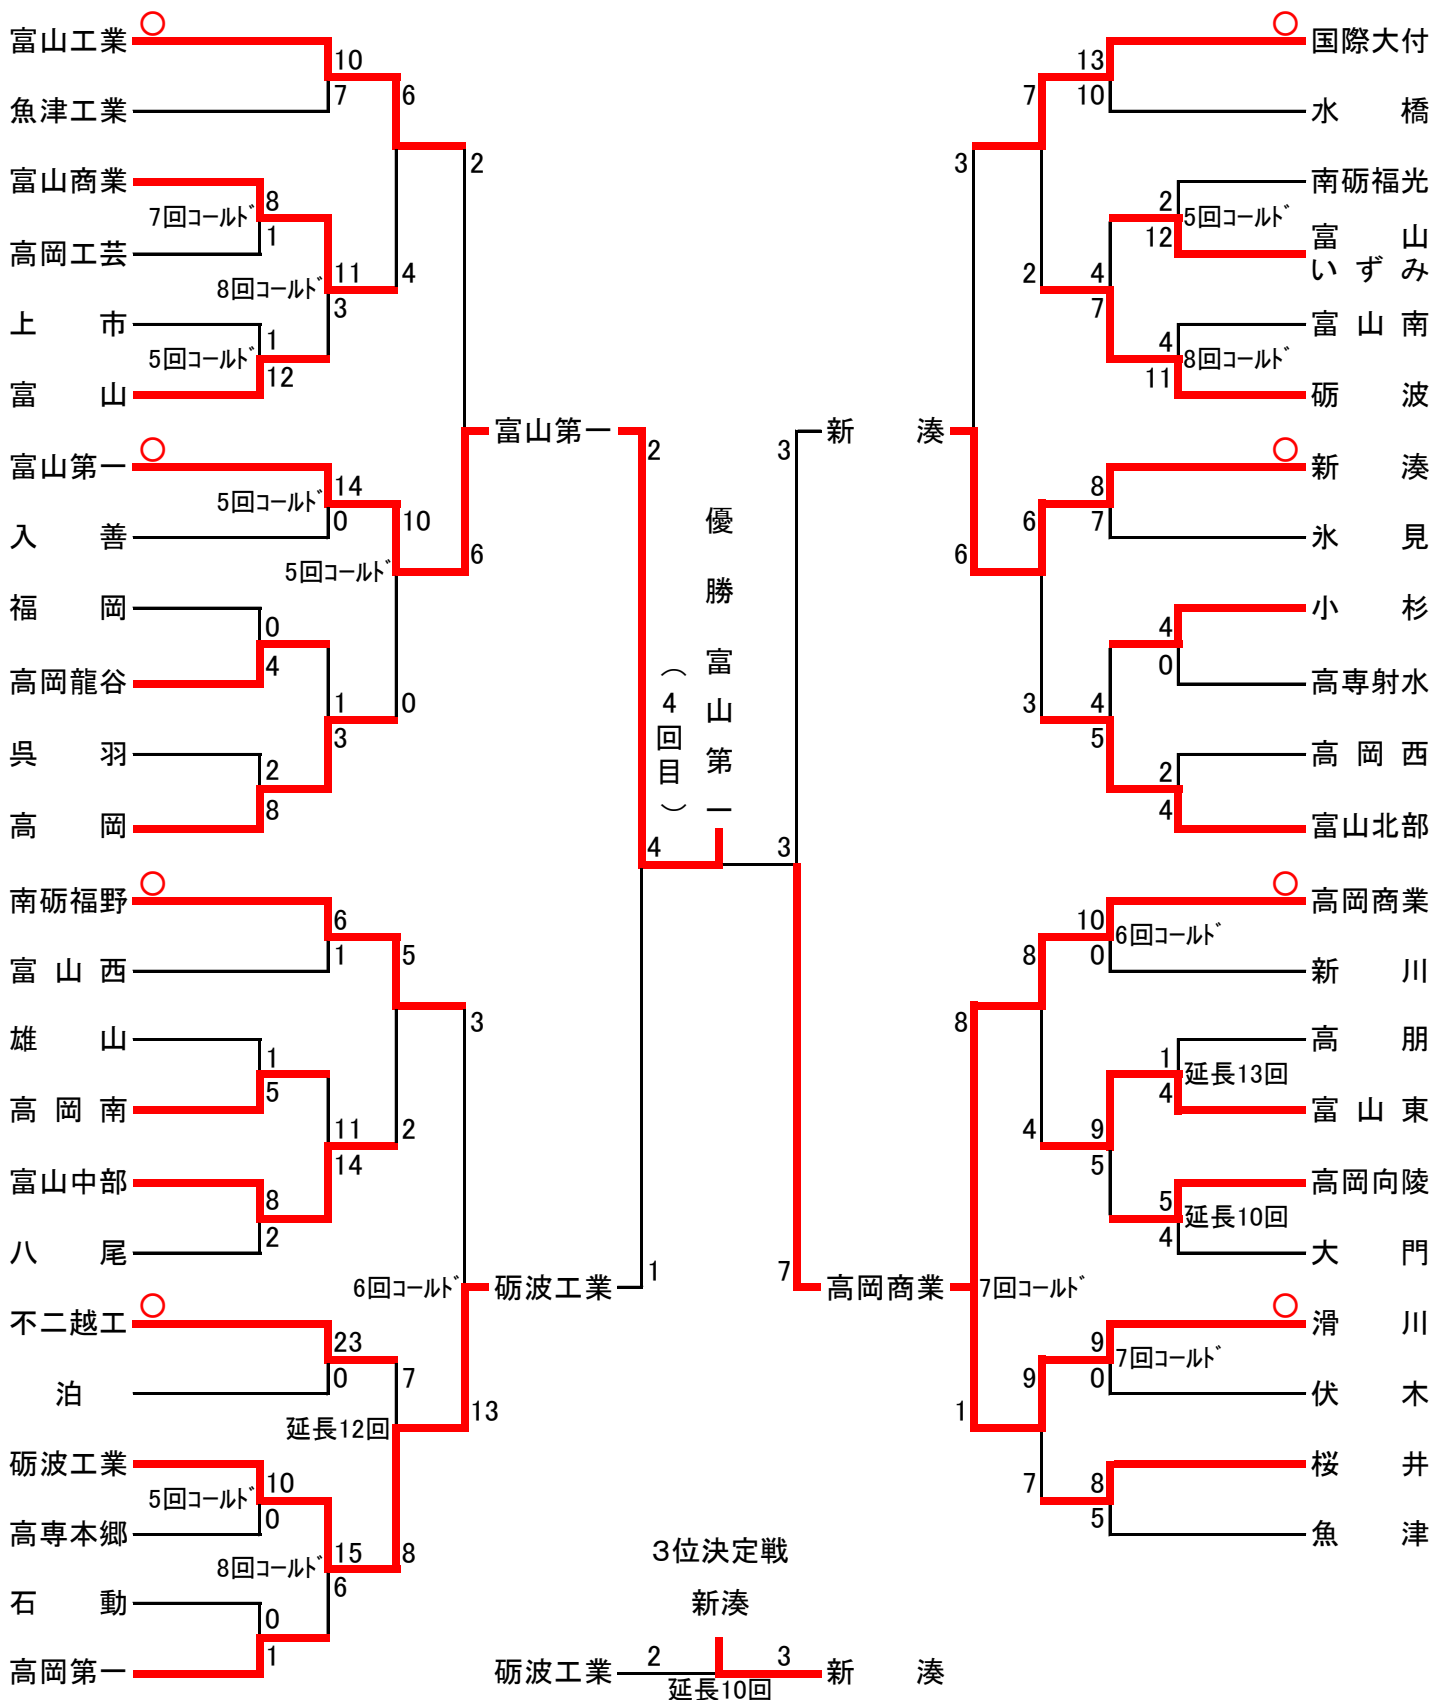 富山工業
10
7
魚津工業
6
富山商業
8
7回コールド
1
高岡工芸
11
8回コールド
3
4
上市
1
5回コールド
12
富山
2
富山第一
14
5回コールド
0
入善
10
5回コールド
福岡
0
4
高岡龍谷
1
3
0
呉羽
2
8
高岡
6
富山第一
2
南砺福野
6
1
富山西
5
雄山
1
5
高岡南
11
14
2
富山中部
8
2
八尾
3
不二越工
23
0
泊
7
延長12回
砺波工業
10
5回コールド
0
高専本郷
15
8回コールド
6
8
石動
0
1
高岡第一
13
6回コールド
砺波工業
1
優勝 富山第一
(4回目)
4
3
国際大付
13
10
水橋
7
南砺福光
2
5回コールド
12
富山
いずみ
4
7
2
富山南
4
8回コールド
11
砺波
3
新湊
8
7
氷見
6
小杉
4
0
高専射水
4
5
3
高岡西
2
4
富山北部
6
新湊
3
高岡商業
10
6回コールド
0
新川
8
高朋
1
延長13回
4
富山東
9
5
4
高岡向陵
5
延長10回
4
大門
8
滑川
9
7回コールド
0
伏木
9
桜井
8
5
魚津
7
1
7回コールド
高岡商業
7
3位決定戦
新湊
砺波工業
2
3
新湊
延長10回